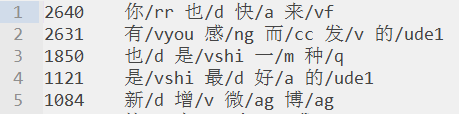 1 2640 你/rr 也/d 快/a 来/vf
2 2631 有/vyou 感/ng 而/cc 发/v 的/ude1
3 1850 也/d 是/vshi 一/m 种/q
4 1121 是/vshi 最/d 好/a 的/ude1
5 1084 新/d 增/v 微/ag 博/ag